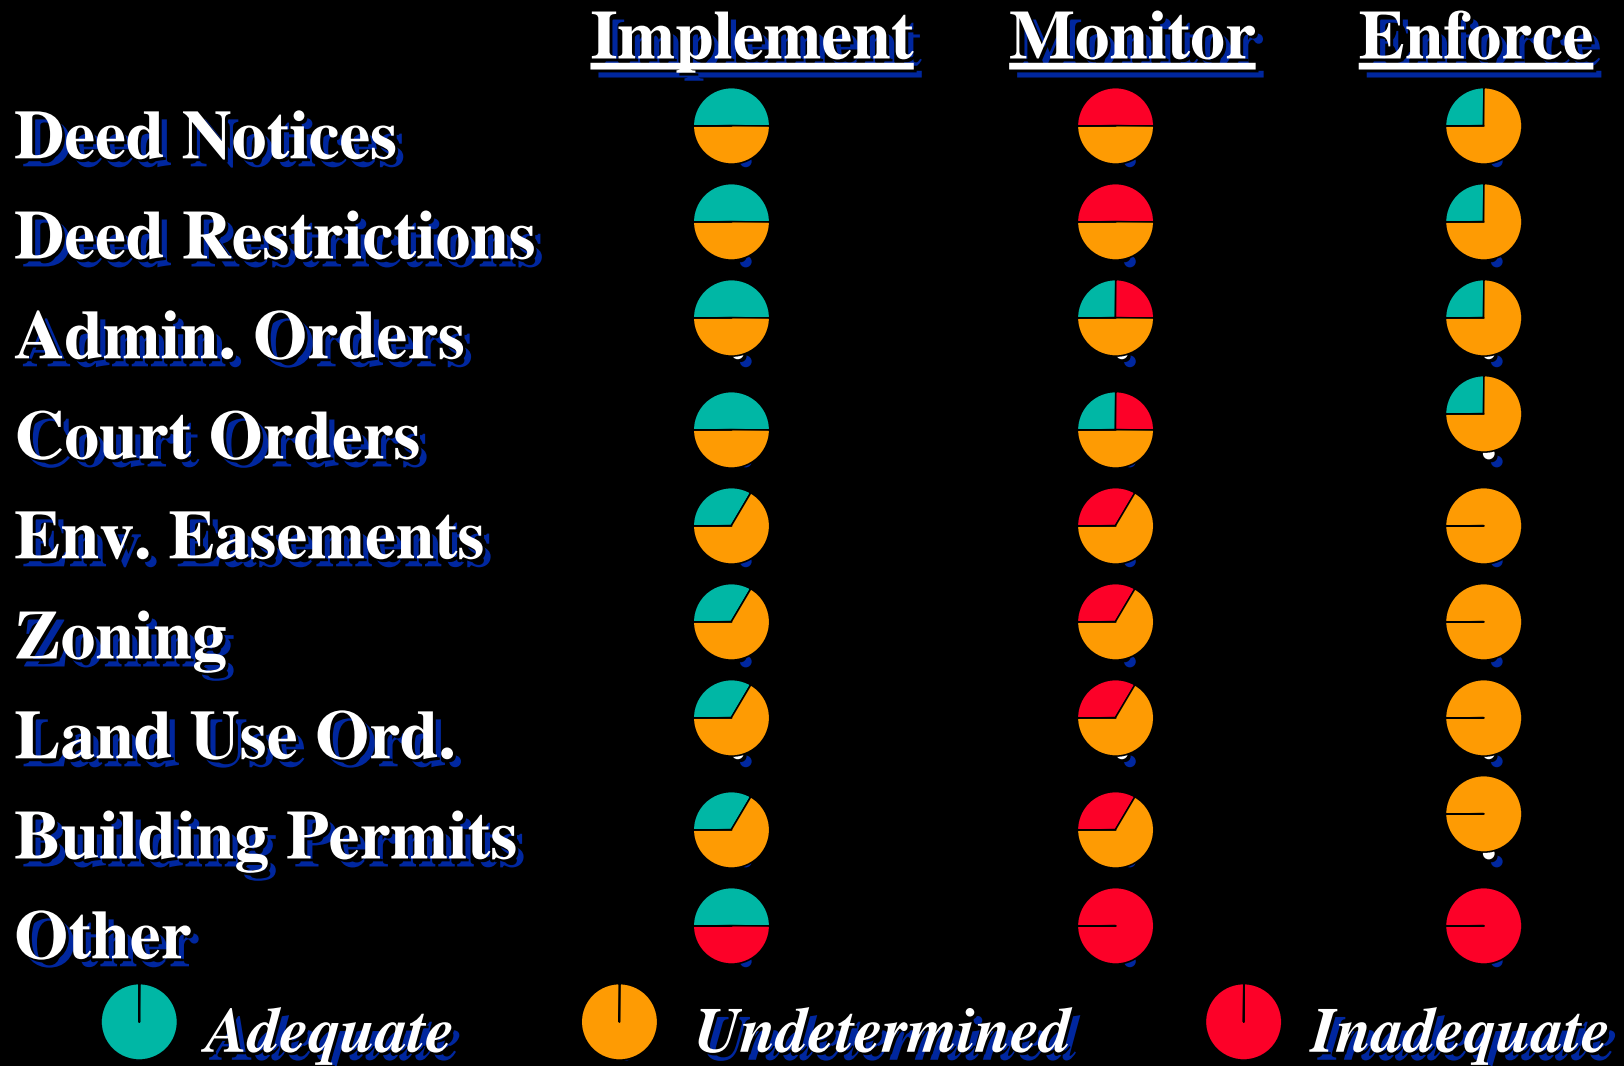 Implement Monitor Enforce
Deed Notices
Deed Restrictions
Admin. Orders
Court Orders
Env. Easements
Zoning
Land Use Ord.
Building Permits
Other
Adequate Undetermined Inadequate